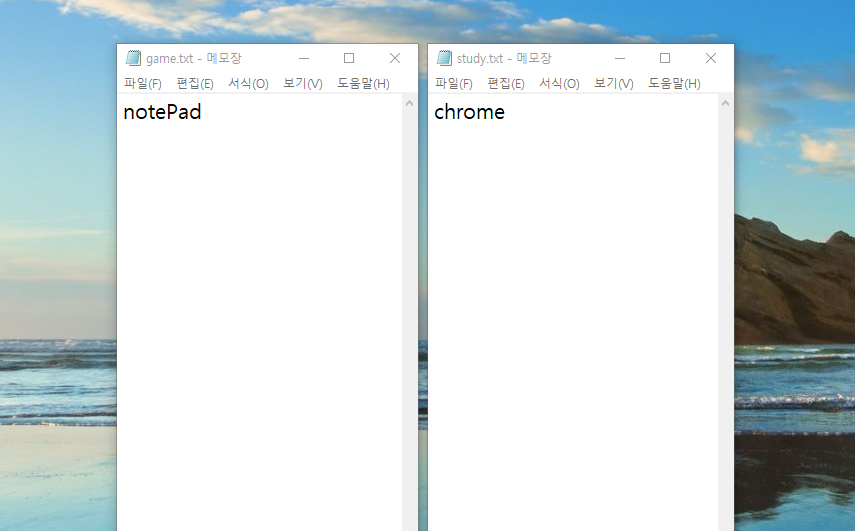 game.txt - 메모장
파일(F) 편집(E) 서식(O) 보기(V) 도움말(H)
notePad
study.txt - 메모장
파일(F) 편집(E) 서식(O) 보기(V) 도움말(H)
chrome